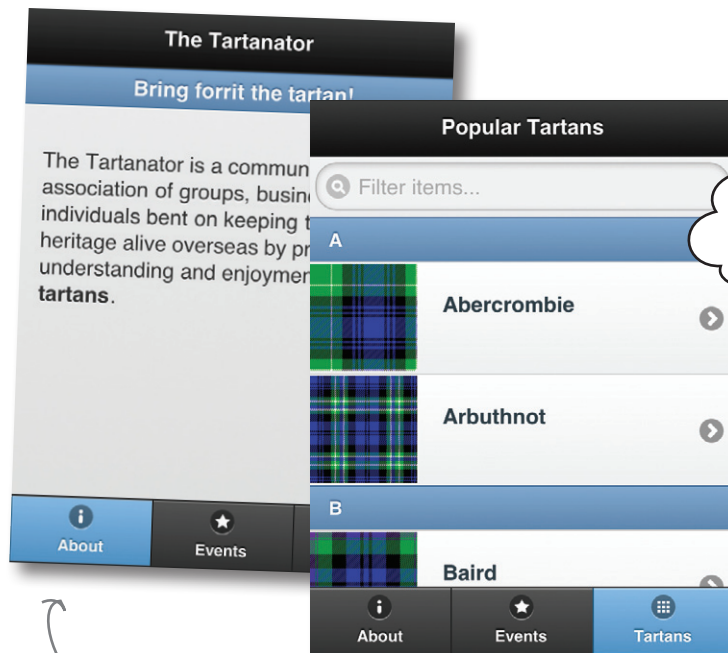 The Tartanator
Bring forrit the tartan!
The Tartanator is a commun
association of groups, busin
individuals bent on keeping t
heritage alive overseas by pr
understanding and enjoymen
tartans.
About
Events
Popular Tartans
Filter items...
A
Abercrombie
Arbuthnot
B
Baird
About
Events
Tartans